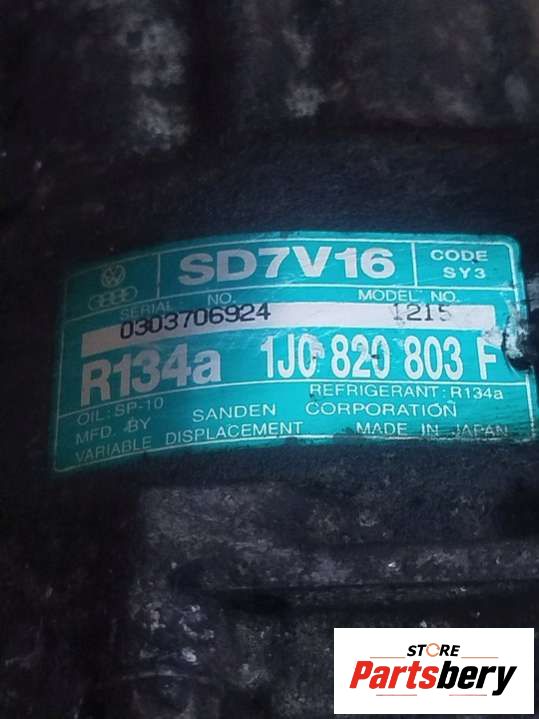 SD7V16
CODE
SY3
SERIAL NO.
MODEL NO.
0303706924
1215
R134a
1J0 820 803 F
OIL: SP-10
REFRIGERANT: R134a
MFD. BY SANDEN CORPORATION
VARIABLE DISPLACEMENT
MADE IN JAPAN
STORE
Partsbery